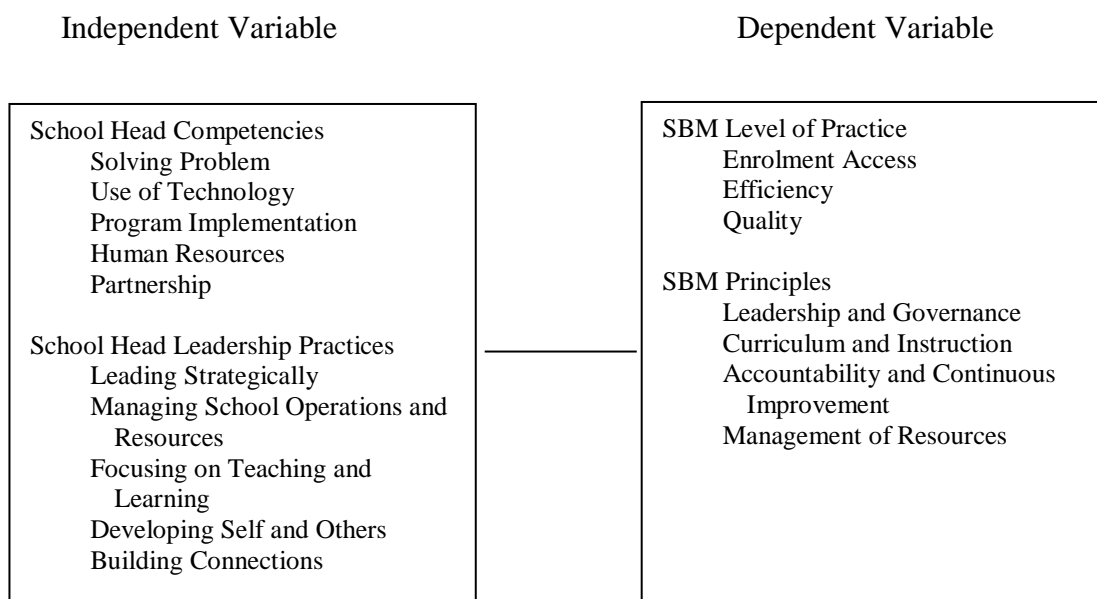 Independent Variable
Dependent Variable
School Head Competencies
Solving Problem
Use of Technology
Program Implementation
Human Resources
Partnership
School Head Leadership Practices
Leading Strategically
Managing School Operations and
Resources
Focusing on Teaching and
Learning
Developing Self and Others
Building Connections
SBM Level of Practice
Enrolment Access
Efficiency
Quality
SBM Principles
Leadership and Governance
Curriculum and Instruction
Accountability and Continuous
Improvement
Management of Resources